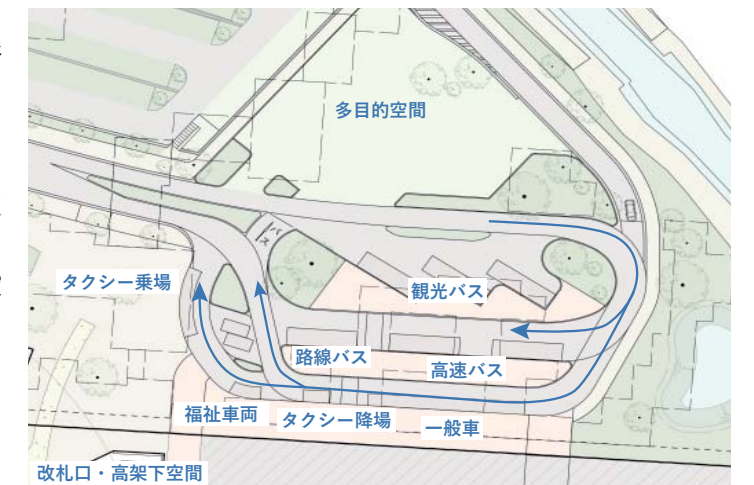 多目的空間
バス
タクシー乗場
観光バス
路線バス
高速バス
福祉車両
タクシー降場
一般車
改札口・高架下空間